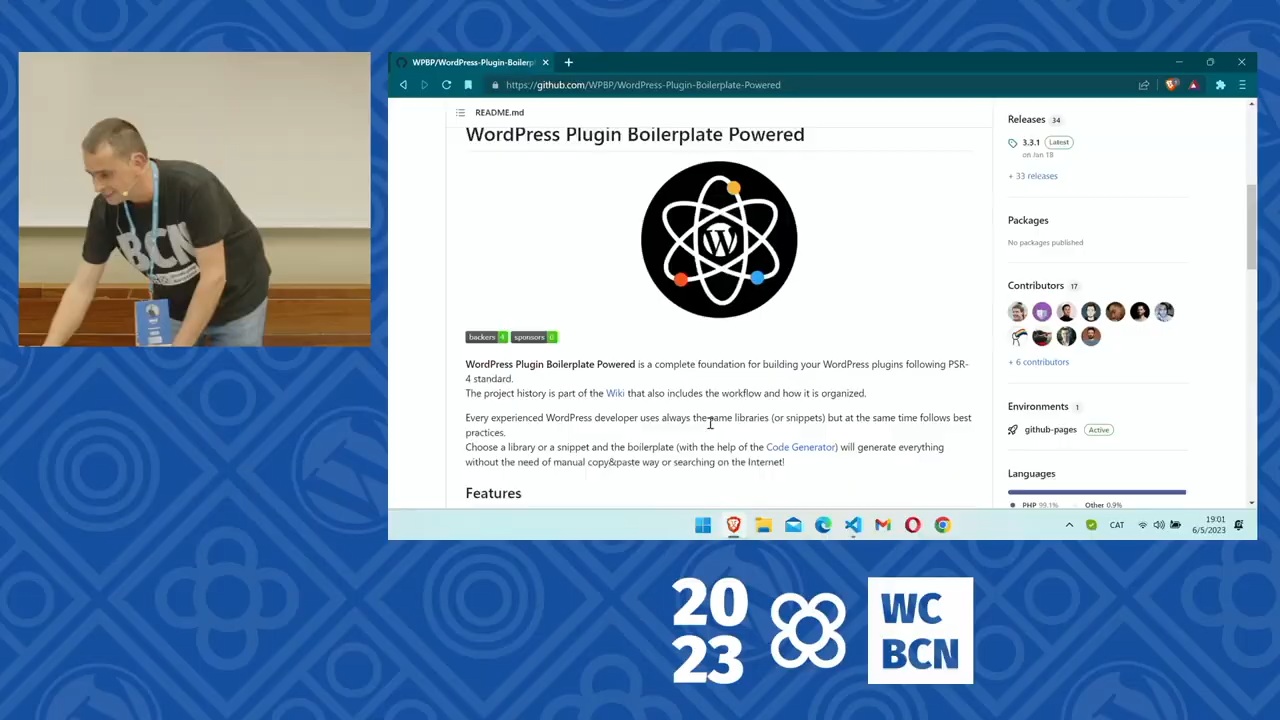 WPBP/WordPress-Plugin-Boilerp
https://github.com/WPBP/WordPress-Plugin-Boilerplate-Powered
README.md
WordPress Plugin Boilerplate Powered
backers 4 sponsors 0
WordPress Plugin Boilerplate Powered is a complete foundation for building your WordPress plugins following PSR-
4 standard.
The project history is part of the Wiki that also includes the workflow and how it is organized.
Every experienced WordPress developer uses always the same libraries (or snippets) but at the same time follows best
practices.
Choose a library or a snippet and the boilerplate (with the help of the Code Generator) will generate everything
without the need of manual copy&paste way or searching on the Internet!
Features
Releases 34
3.3.1 Latest
on Jan 18
+ 33 releases
Packages
No packages published
Contributors 17
+ 6 contributors
Environments 1
github-pages Active
Languages
PHP 99.1% Other 0.9%
CAT
19:01
6/5/2023
BCN
20
23
WC
BCN